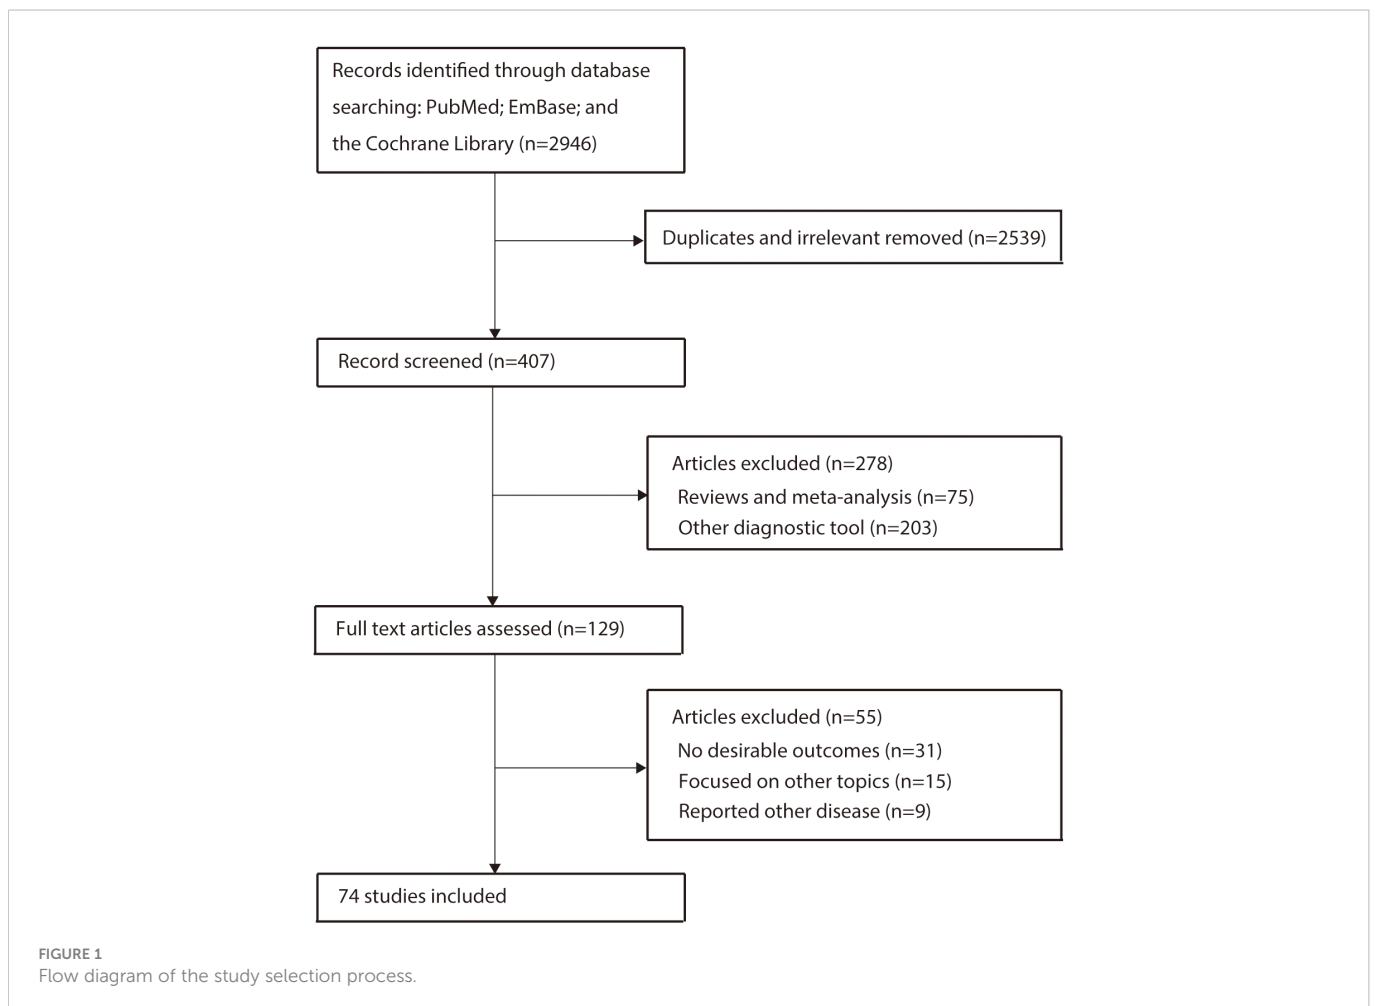 Records identified through database
searching: PubMed; EmBase; and
the Cochrane Library (n=2946)
Duplicates and irrelevant removed (n=2539)
Record screened (n=407)
Articles excluded (n=278)
Reviews and meta-analysis (n=75)
Other diagnostic tool (n=203)
Full text articles assessed (n=129)
Articles excluded (n=55)
No desirable outcomes (n=31)
Focused on other topics (n=15)
Reported other disease (n=9)
74 studies included
FIGURE 1
Flow diagram of the study selection process.